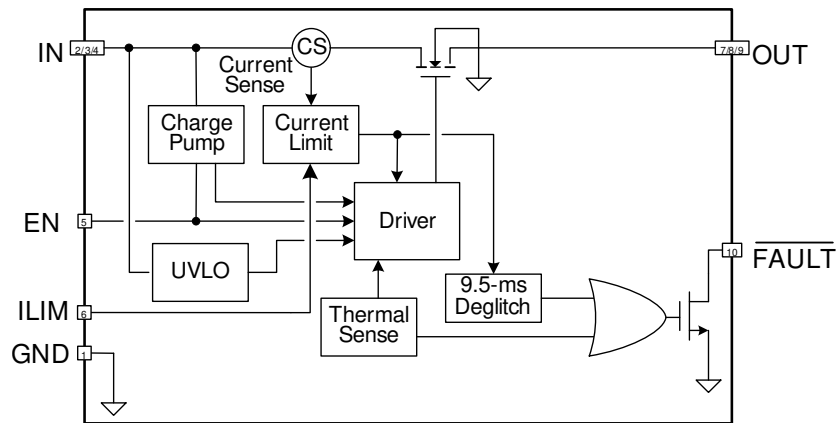 IN
2/3/4
CS
Current
Sense
7/8/9
OUT
Charge
Pump
Current
Limit
EN
5
Driver
10
FAULT
UVLO
9.5-ms
Deglitch
ILIM
6
Thermal
Sense
GND
1